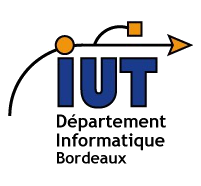 IUT
Département
Informatique
Bordeaux